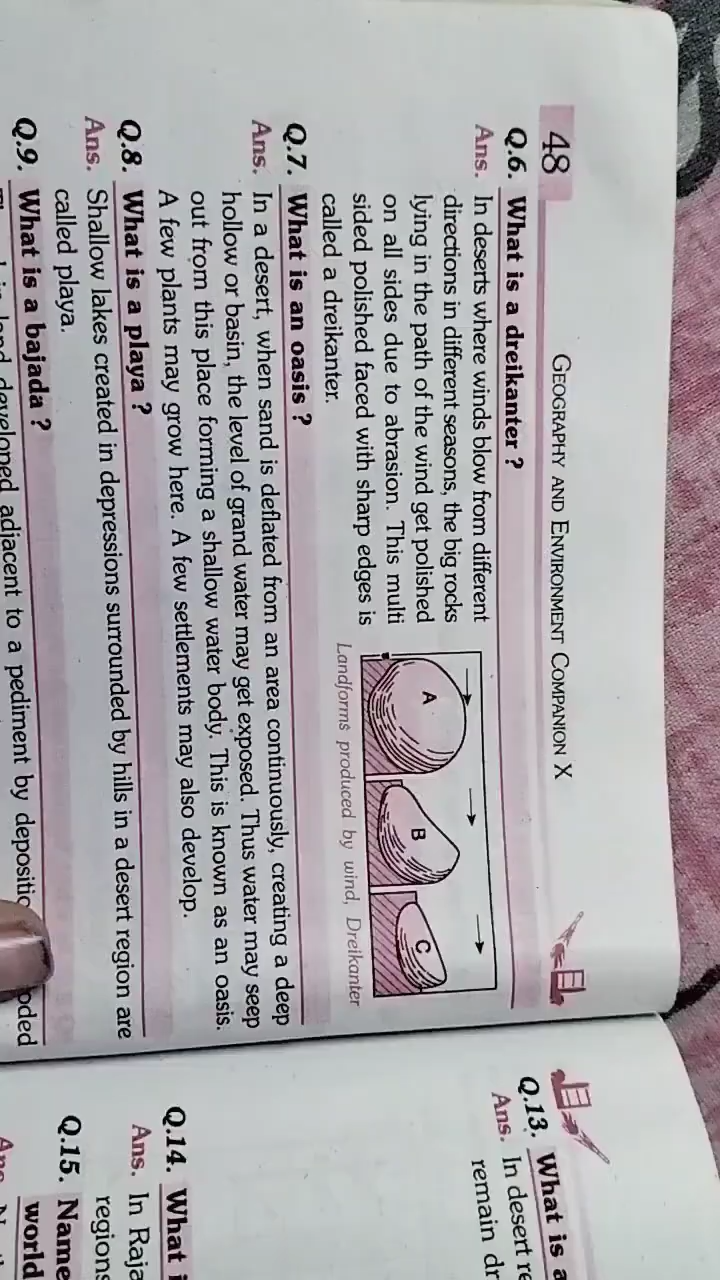 48
GEOGRAPHY AND ENVIRONMENT COMPANION X
Q.6. What is a dreikanter ?
Ans. In deserts where winds blow from different
directions in different seasons, the big rocks
lying in the path of the wind get polished
on all sides due to abrasion. This multi
sided polished faced with sharp edges is
called a dreikanter.
A
B
C
Landforms produced by wind, Dreikanter
Q.7. What is an oasis ?
Ans. In a desert, when sand is deflated from an area continuously, creating a deep
hollow or basin, the level of grand water may get exposed. Thus water may seep
out from this place forming a shallow water body. This is known as an oasis.
A few plants may grow here. A few settlements may also develop.
Q.8. What is a playa ?
Ans. Shallow lakes created in depressions surrounded by hills in a desert region are
called playa.
Q.9. What is a bajada ?
land developed adjacent to a pediment by
Q.13. What is a
Ans. In desert
remain
Q.14. What
Ans. In
regions
Q.15. Name
world